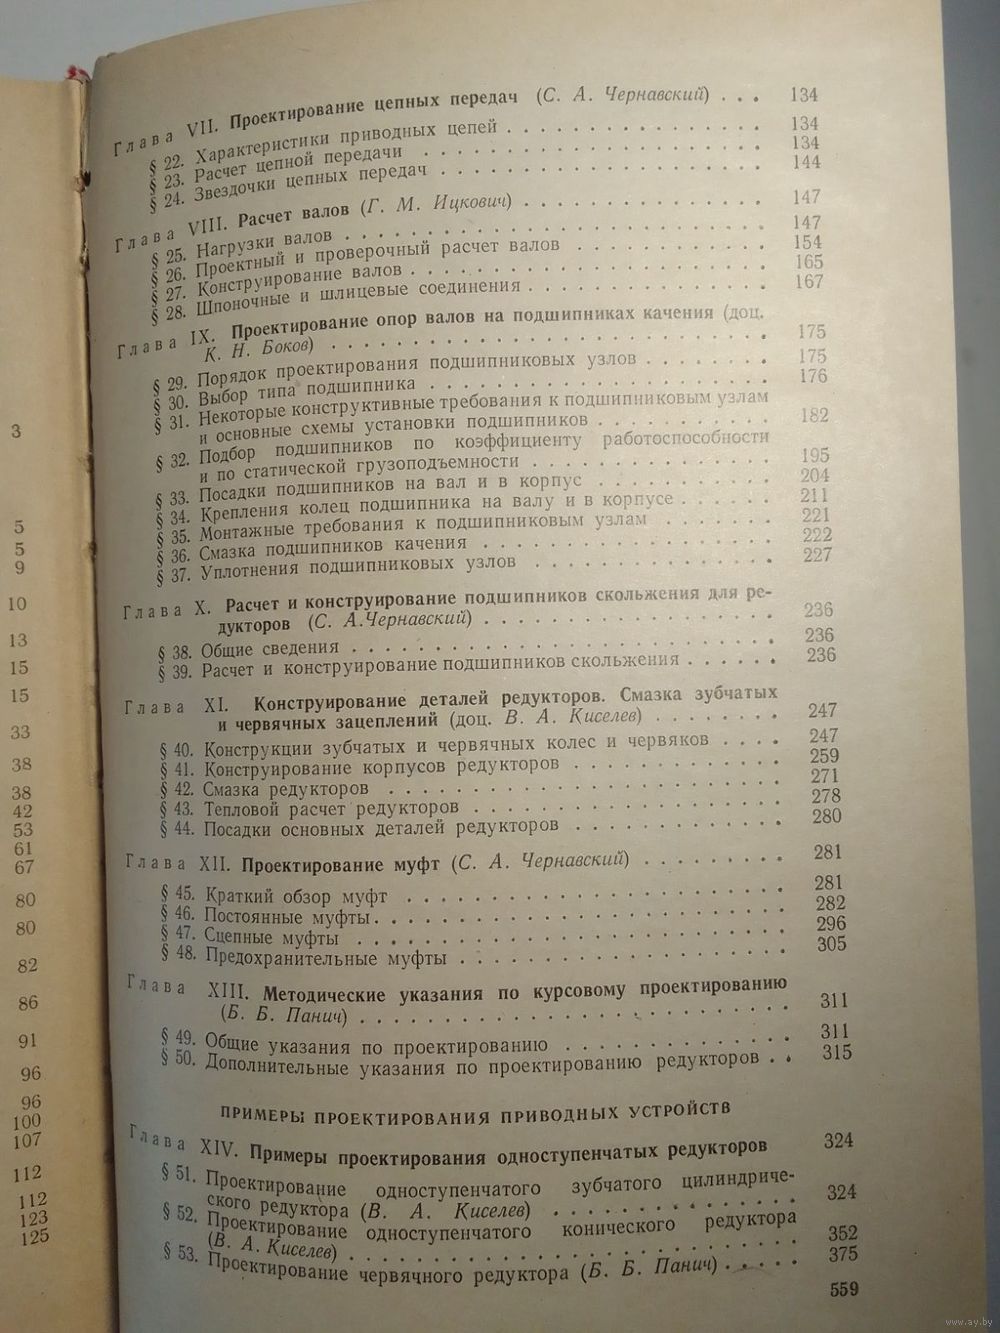 3
5
5
9
10
13
15
15
33
38
38
42
53
61
67
80
80
82
86
91
96
96
100
107
112
112
123
125
Глава VII. Проектирование цепных передач (С. А. Чернавский) . . . 134
§ 22. Характеристики приводных цепей . . . 134
§ 23. Расчет цепной передачи . . . 134
§ 24. Звездочки цепных передач . . . 144
Глава VIII. Расчет валов (Г. М. Ицкович) . . . 147
§ 25. Нагрузки валов . . . 147
§ 26. Проектный и проверочный расчет валов . . . 154
§ 27. Конструирование валов . . . 165
§ 28. Шпоночные и шлицевые соединения . . . 167
Глава IX. Проектирование опор валов на подшипниках качения (доц.
К. Н. Боков) . . . 175
§ 29. Порядок проектирования подшипниковых узлов . . . 175
§ 30. Выбор типа подшипника . . . 176
§ 31. Некоторые конструктивные требования к подшипниковым узлам
и основные схемы установки подшипников . . . 182
§ 32. Подбор подшипников по коэффициенту работоспособности
и по статической грузоподъемности . . . 195
§ 33. Посадки подшипников на вал и в корпус . . . 204
§ 34. Крепления колец подшипника на валу и в корпусе . . . 211
§ 35. Монтажные требования к подшипниковым узлам . . . 221
§ 36. Смазка подшипников качения . . . 222
§ 37. Уплотнения подшипниковых узлов . . . 227
Глава X. Расчет и конструирование подшипников скольжения для ре-
дукторов (С. А.Чернавский) . . . 236
§ 38. Общие сведения . . . 236
§ 39. Расчет и конструирование подшипников скольжения . . . 236
Глава XI. Конструирование деталей редукторов. Смазка зубчатых
и червячных зацеплений (доц. В. А. Киселев) . . . 247
§ 40. Конструкции зубчатых и червячных колес и червяков . . . 247
§ 41. Конструирование корпусов редукторов . . . 259
§ 42. Смазка редукторов . . . 271
§ 43. Тепловой расчет редукторов . . . 278
§ 44. Посадки основных деталей редукторов . . . 280
Глава XII. Проектирование муфт (С. А. Чернавский) . . . 281
§ 45. Краткий обзор муфт . . . 281
§ 46. Постоянные муфты . . . 282
§ 47. Сцепные муфты . . . 296
§ 48. Предохранительные муфты . . . 305
Глава XIII. Методические указания по курсовому проектированию
(Б. Б. Панич) . . . 311
§ 49. Общие указания по проектированию . . . 311
§ 50. Дополнительные указания по проектированию редукторов . . 315
ПРИМЕРЫ ПРОЕКТИРОВАНИЯ ПРИВОДНЫХ УСТРОЙСТВ
Глава XIV. Примеры проектирования одноступенчатых редукторов 324
§ 51. Проектирование одноступенчатого зубчатого цилиндриче-
ского редуктора (В. А. Киселев) . . . 324
§ 52. Проектирование одноступенчатого конического редуктора
(В. А. Киселев) . . . 352
§ 53. Проектирование червячного редуктора (Б. Б. Панич) . . . 375
559
www.ay.by